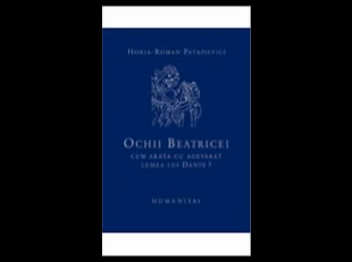 HORIA-ROMAN PATAPIEVICI
OCHII BEATRICEI
CUM ARATA CU ADEVARAT
LUMEA LUI DANTE?
HUMANITAS